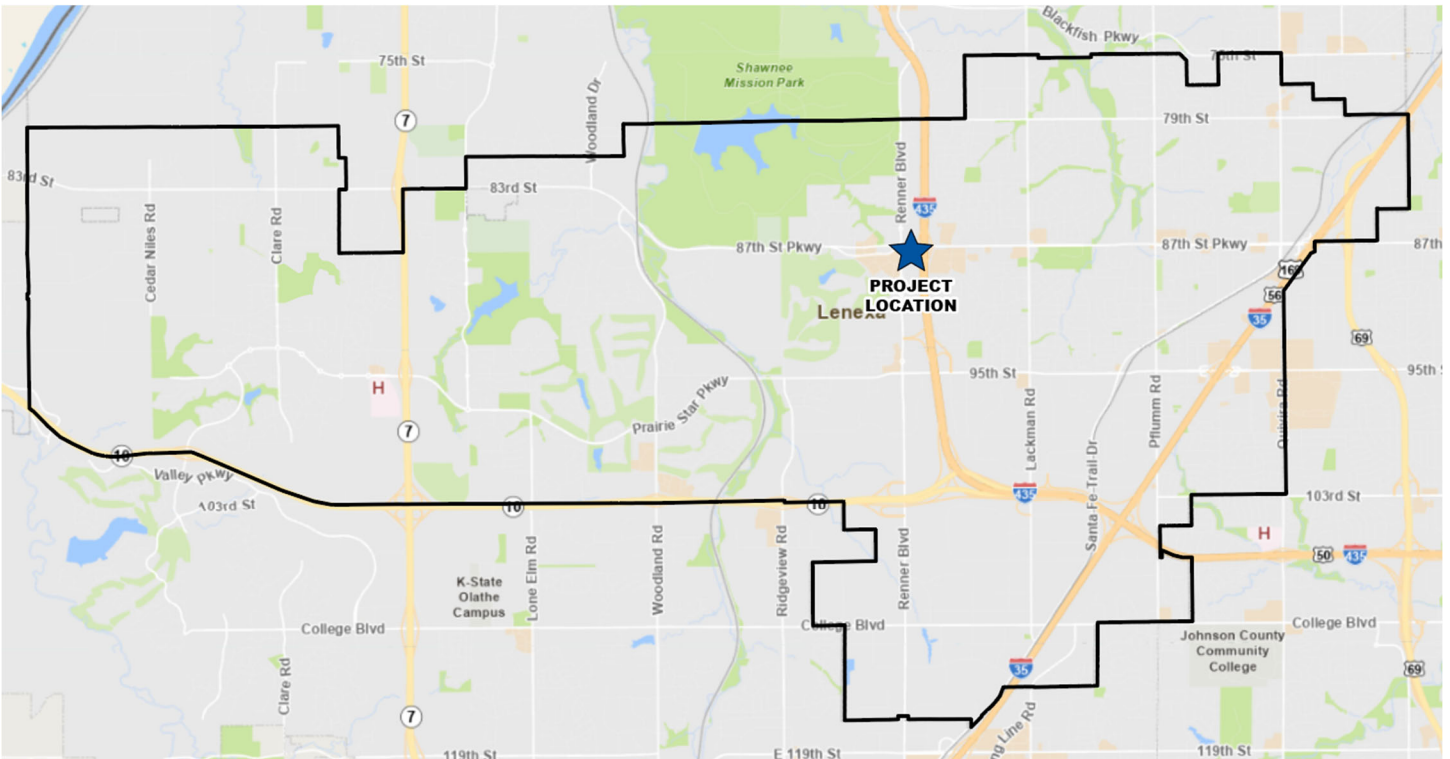 Blackfish Pkwy
75th St
75th St
Shawnee
Mission Park
Woodland Dr
7
79th St
83rd St
83rd St
Renner Blvd
435
Cedar Niles Rd
Clare Rd
87th St Pkwy
87th St Pkwy
87th
PROJECT
LOCATION
Lenexa
169
56
35
69
H
95th St
95th S
Prairie Star Pkwy
7
Lackman Rd
Pflumm Rd
Quivira Rd
10
Valley Pkwy
103rd St
10
10
435
Santa-Fe-Trail-Dr
103rd St
H
50
435
Lone Elm Rd
Woodland Rd
Ridgeview Rd
Renner Blvd
K-State
Olathe
Campus
College Blvd
College Blvd
College Blvd
Johnson County
Community
College
Clare Rd
35
69
7
ng Line Rd
119th St
E 119th St
119th St